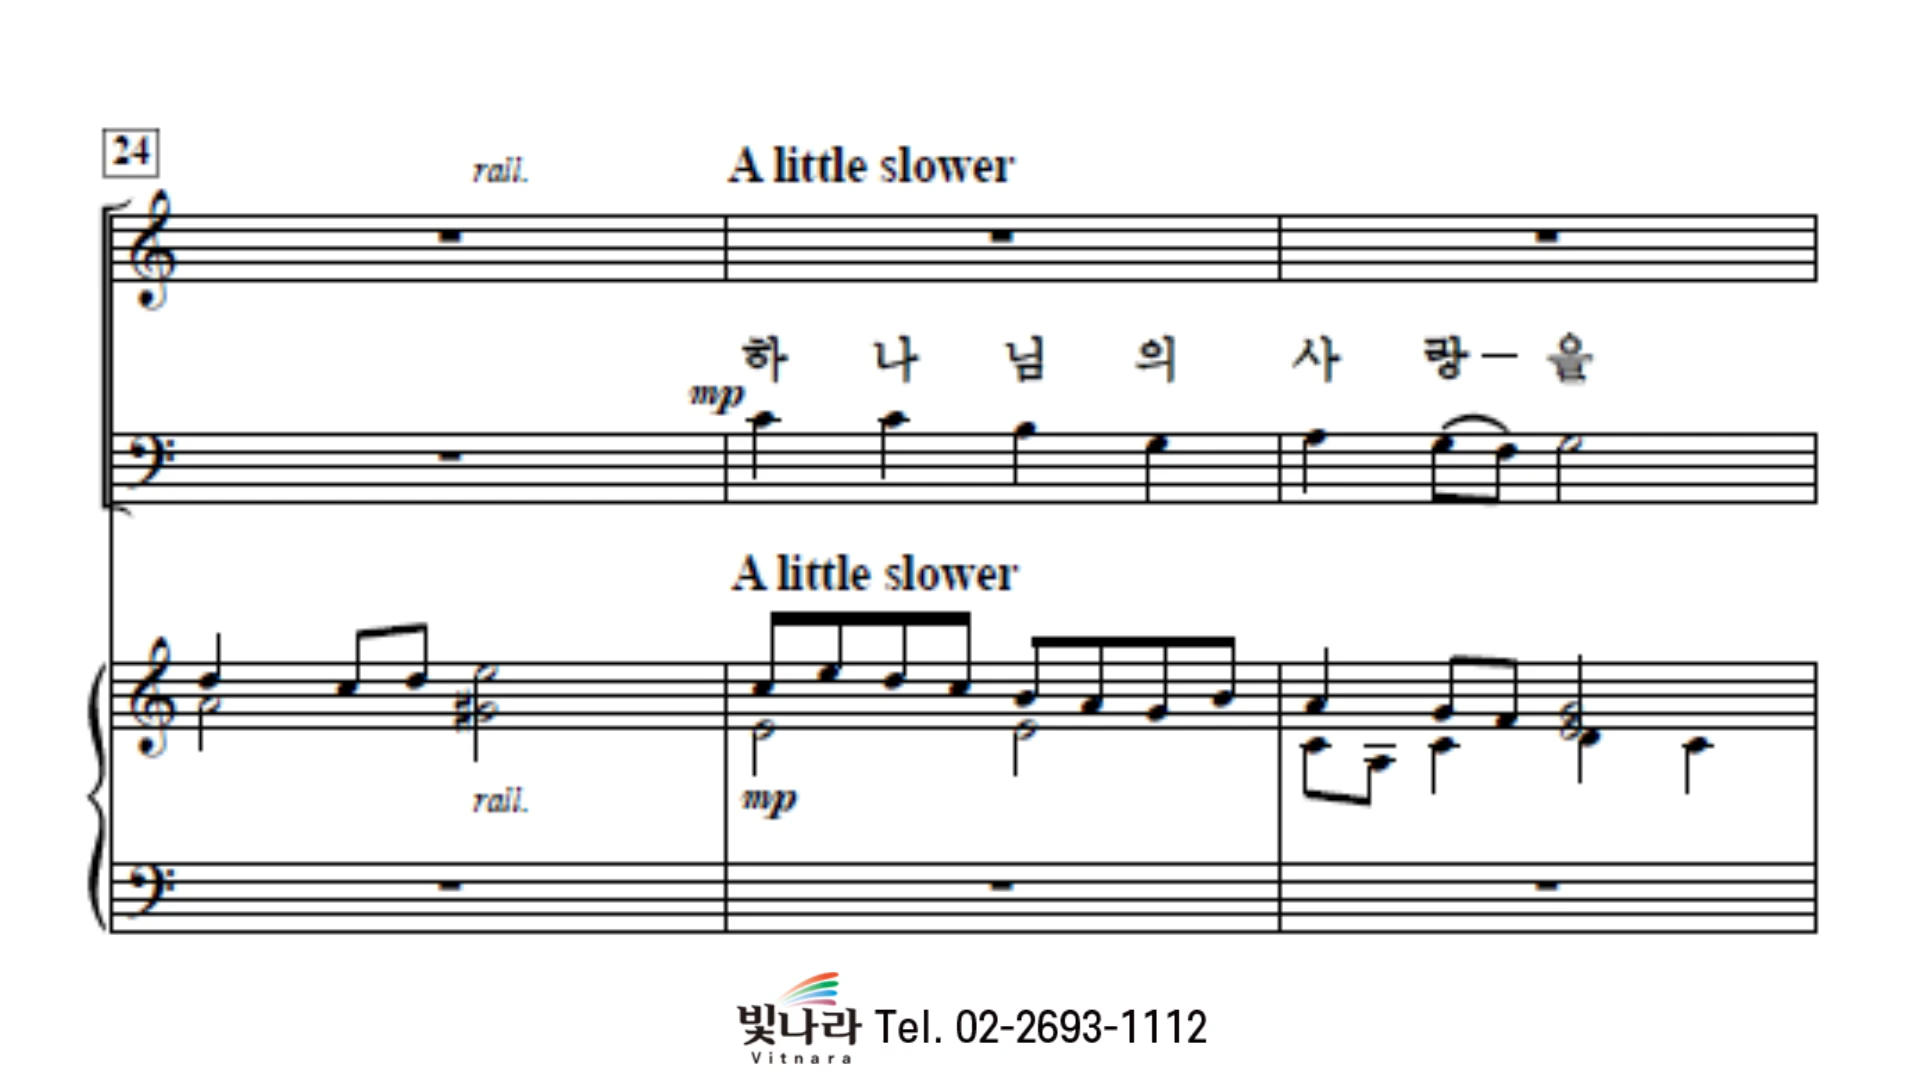 24
rall.
A little slower
하 나 님 의 사 랑 – 을
mp
A little slower
rall.
mp
빛나라 Tel. 02-2693-1112
Vitnara